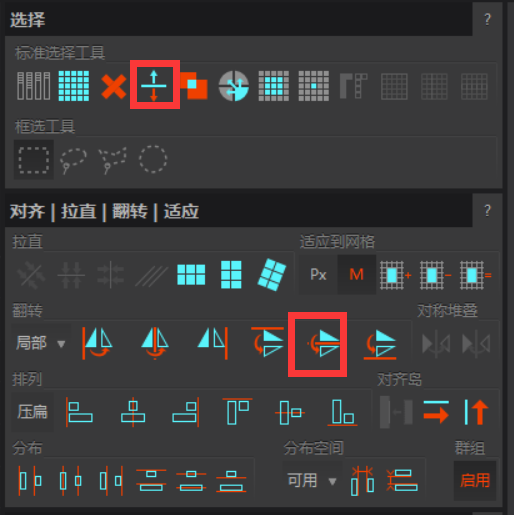 选择 ?
标准选择工具
框选工具
对齐 | 拉直 | 翻转 | 适应 ?
拉直 适应到网格
Px M + - =
翻转 对称堆叠
局部
排列 对齐岛
压扁
分布 分布空间 群组
可用 启用